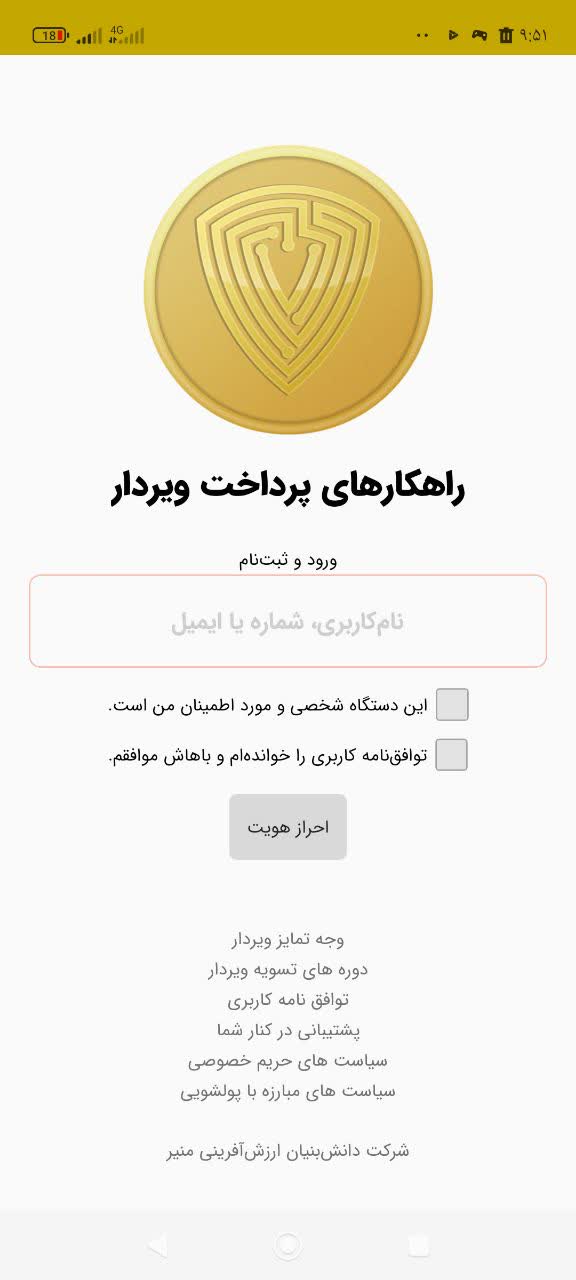 18 4G ۹:۵۱
راهکارهای پرداخت ویردار
ورود و ثبت‌نام
نام‌کاربری، شماره یا ایمیل
این دستگاه شخصی و مورد اطمینان من است.
توافق‌نامه کاربری را خوانده‌ام و باهاش موافقم.
احراز هویت
وجه تمایز ویردار
دوره های تسویه ویردار
توافق نامه کاربری
پشتیبانی در کنار شما
سیاست های حریم خصوصی
سیاست های مبارزه با پولشویی
شرکت دانش‌بنیان ارزش‌آفرینی منیر